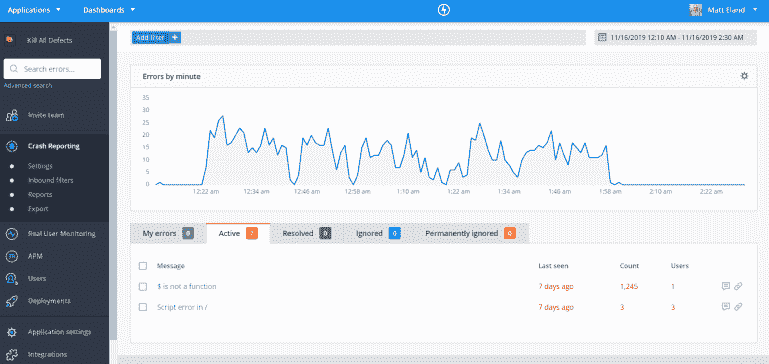 Applications Dashboards Matt Eland
Kill All Defects
Add filter +
11/16/2019 12:10 AM - 11/16/2019 2:30 AM
Search errors...
Advanced search
Invite team
Crash Reporting
Settings
Inbound filters
Reports
Export
Real User Monitoring
APM
Users
Deployments
Application settings
Integrations
Errors by minute
35
30
25
20
15
10
5
0
12:22 am 12:34 am 12:46 am 12:58 am 1:10 am 1:22 am 1:34 am 1:46 am 1:58 am 2:10 am 2:22 am
My errors 0 Active Resolved 0 Ignored 0 Permanently ignored 0
Message Last seen Count Users
$ is not a function 7 days ago 1,245 1
Script error in / 7 days ago 3 3